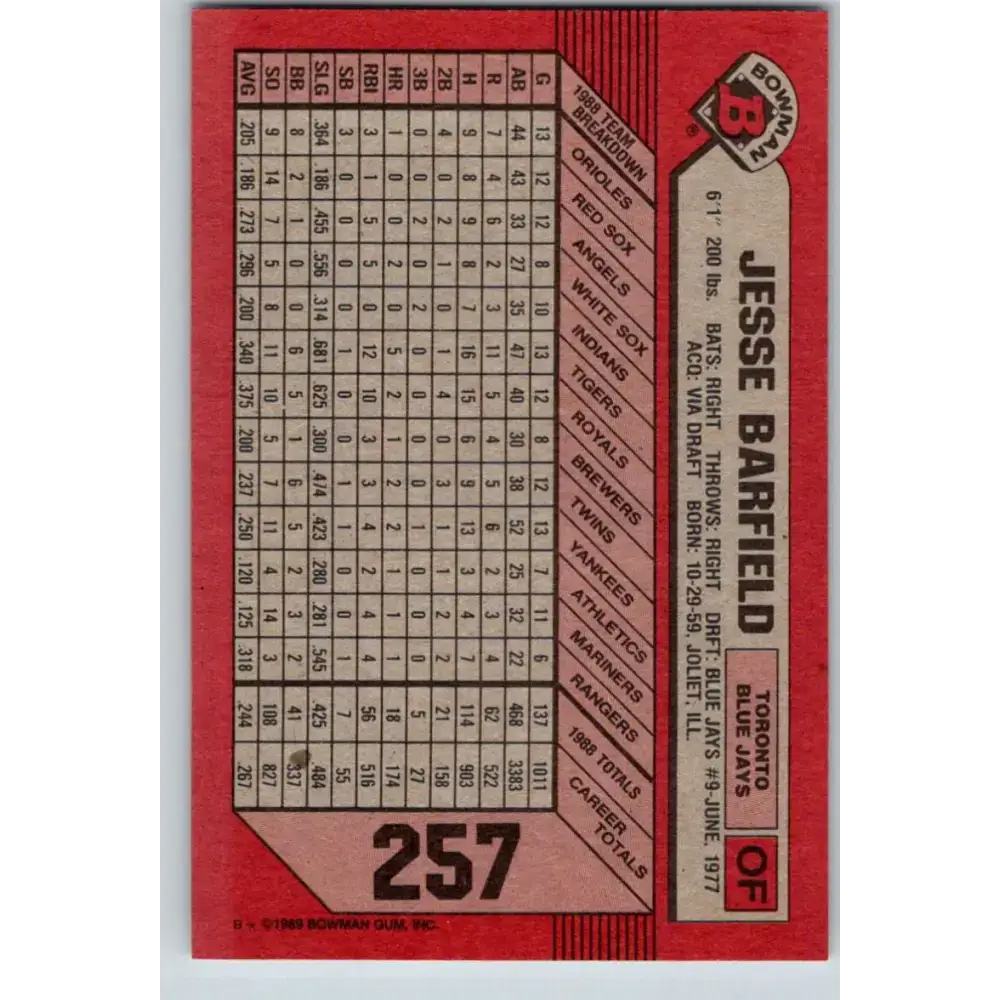 BOWMAN
B
®
JESSE BARFIELD
TORONTO
BLUE JAYS
OF
6'1" 200 lbs. BATS: RIGHT THROWS: RIGHT DRFT: BLUE JAYS #9-JUNE, 1977
ACQ: VIA DRAFT BORN: 10-29-59, JOLIET, ILL.
1988 TEAM
BREAKDOWN
ORIOLES
RED SOX
ANGELS
WHITE SOX
INDIANS
TIGERS
ROYALS
BREWERS
TWINS
YANKEES
ATHLETICS
MARINERS
RANGERS
1988 TOTALS
CAREER
TOTALS
G 13 12 12 8 10 13 12 8 12 13 7 11 6 137 1011
AB 44 43 33 27 35 47 40 30 38 52 25 32 22 468 3383
R 7 4 6 2 3 11 5 4 5 6 2 3 4 62 522
H 9 8 9 8 7 16 15 6 9 13 3 4 7 114 903
2B 4 0 2 1 0 1 4 0 3 1 1 2 2 21 158
3B 0 0 2 0 2 0 0 0 0 1 0 0 0 5 27
HR 1 0 0 2 0 5 2 1 2 2 1 1 1 18 174
RBI 3 1 5 5 0 12 10 3 3 4 2 4 4 56 516
SB 3 0 0 0 0 1 0 0 1 1 0 0 1 7 55
SLG .364 .186 .455 .556 .314 .681 .625 .300 .474 .423 .280 .281 .545 .425 .484
BB 8 2 1 0 0 6 5 1 6 5 2 3 2 41 337
SO 9 14 7 5 8 11 10 5 7 11 4 14 3 108 827
AVG .205 .186 .273 .296 .200 .340 .375 .200 .237 .250 .120 .125 .318 .244 .267
257
B ★ ©1989 BOWMAN GUM, INC.